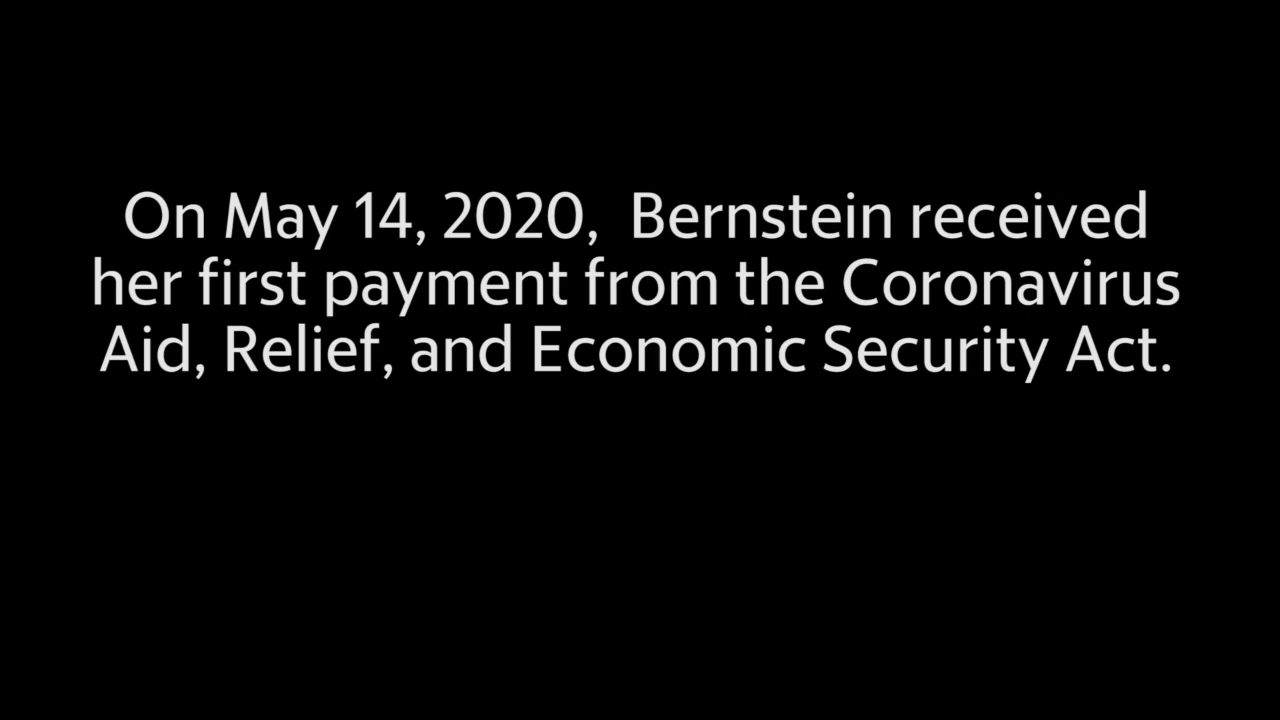 On May 14, 2020,  Bernstein received
her first payment from the Coronavirus
Aid, Relief, and Economic Security Act.